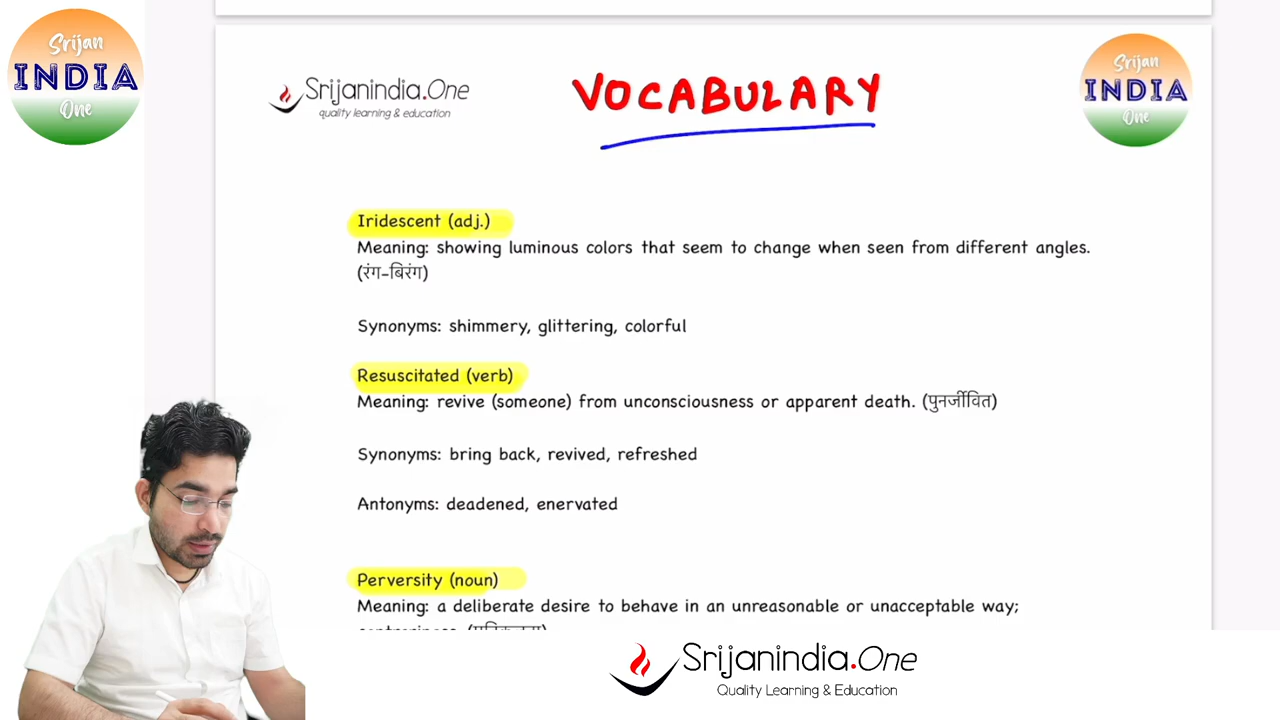 Srijan
INDIA
One
Srijanindia.One
quality learning & education
VOCABULARY
Srijan
INDIA
One
Iridescent (adj.)
Meaning: showing luminous colors that seem to change when seen from different angles.
(रंग-बिरंग)
Synonyms: shimmery, glittering, colorful
Resuscitated (verb)
Meaning: revive (someone) from unconsciousness or apparent death. (पुनर्जीवित)
Synonyms: bring back, revived, refreshed
Antonyms: deadened, enervated
Perversity (noun)
Meaning: a deliberate desire to behave in an unreasonable or unacceptable way;
Srijanindia.One
Quality Learning & Education